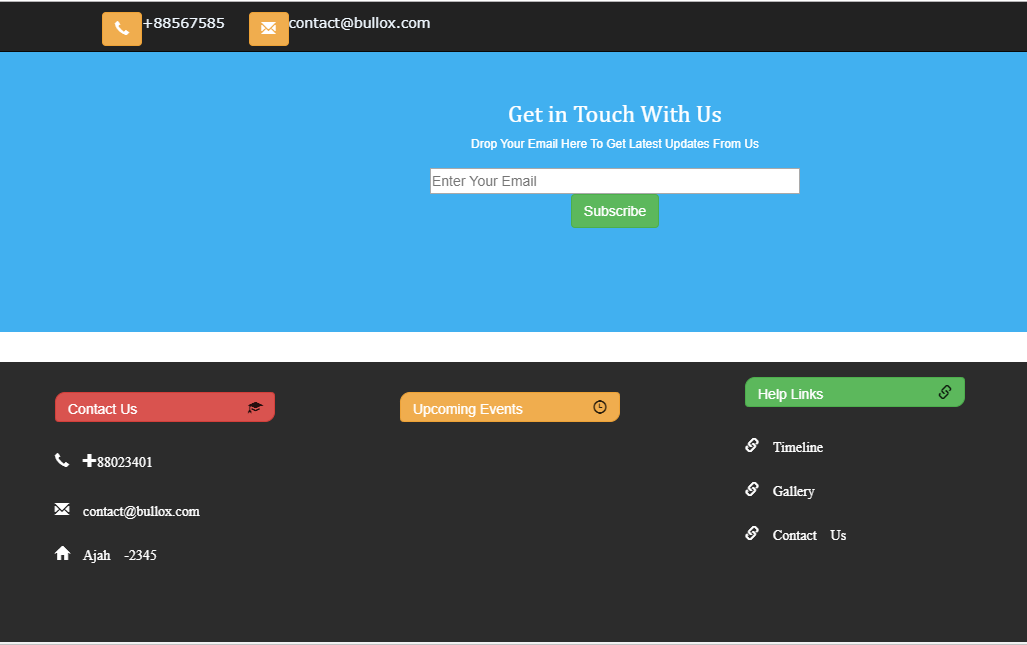 +88567585 contact@bullox.com
Get in Touch With Us
Drop Your Email Here To Get Latest Updates From Us
Enter Your Email
Subscribe
Contact Us
+88023401
contact@bullox.com
Ajah -2345
Upcoming Events
Help Links
Timeline
Gallery
Contact Us